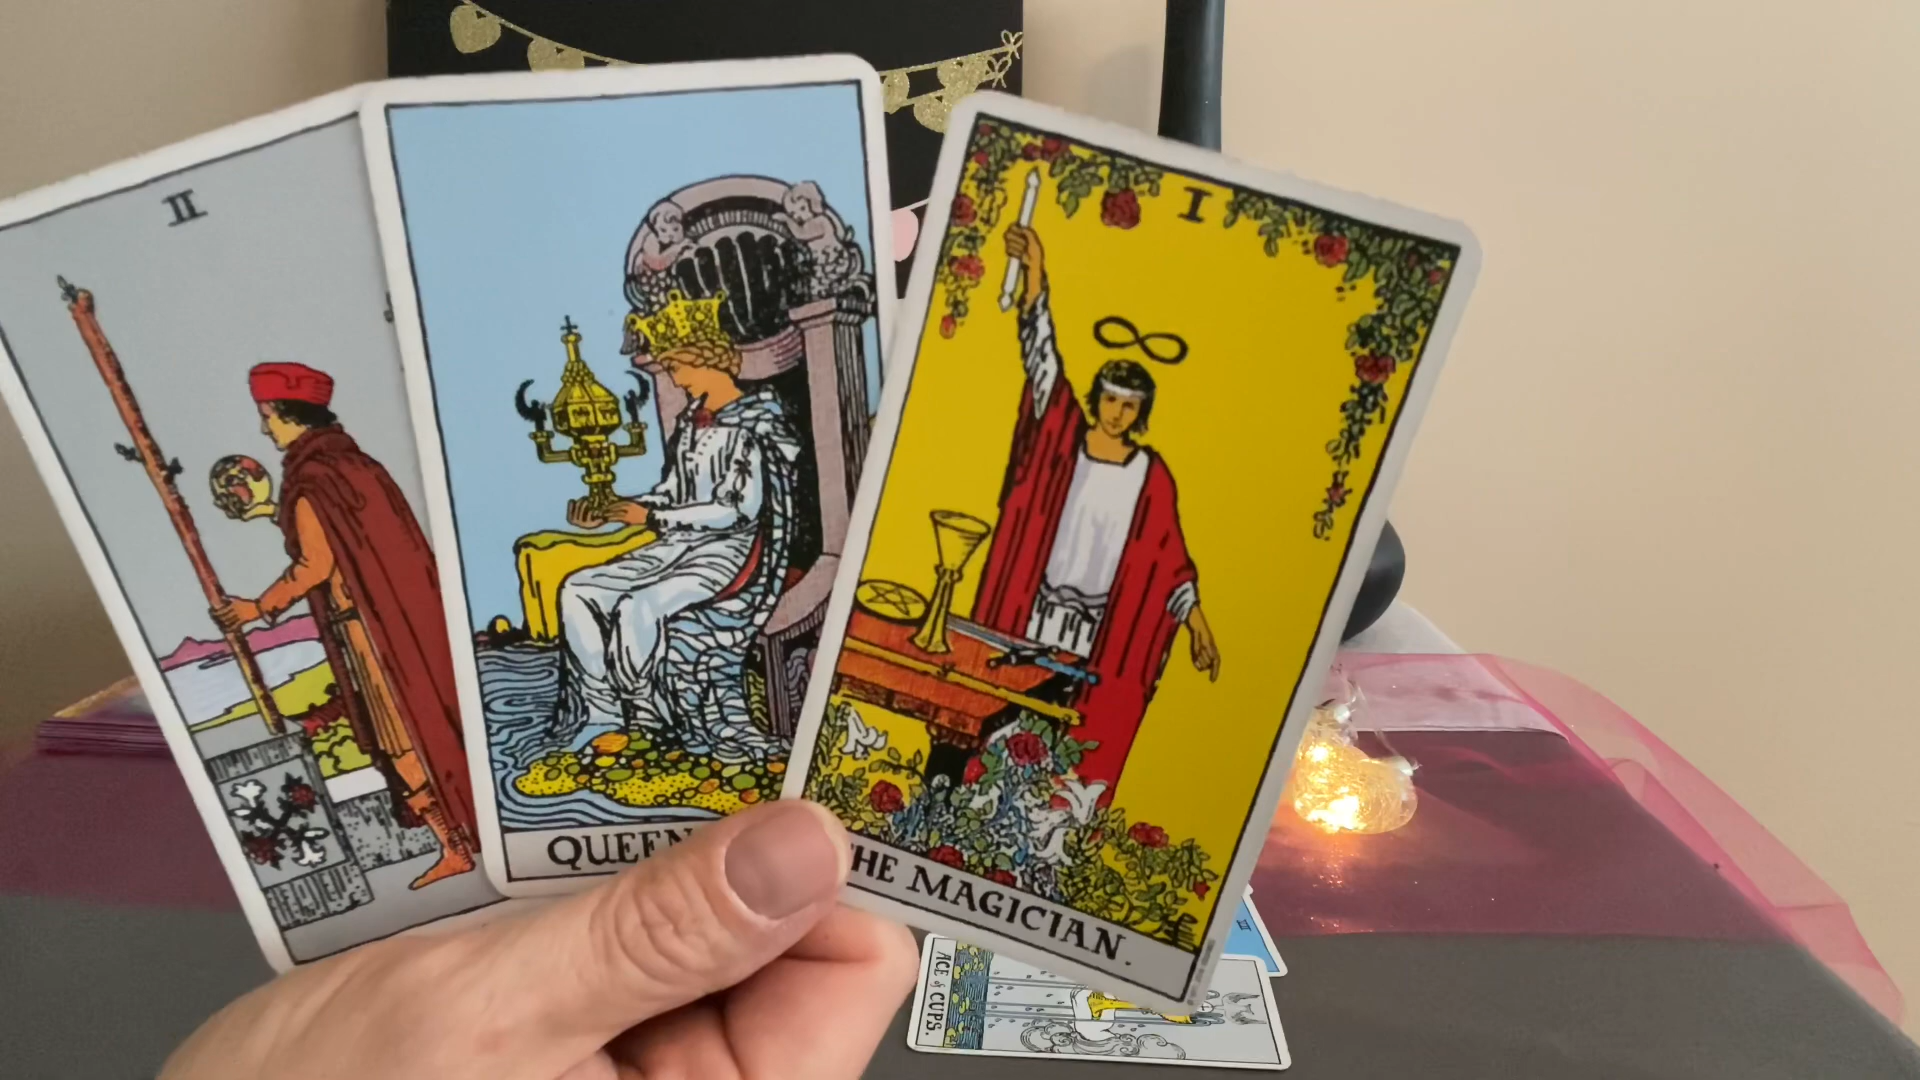 II
QUEEN
I
THE MAGICIAN.
ACE of CUPS.